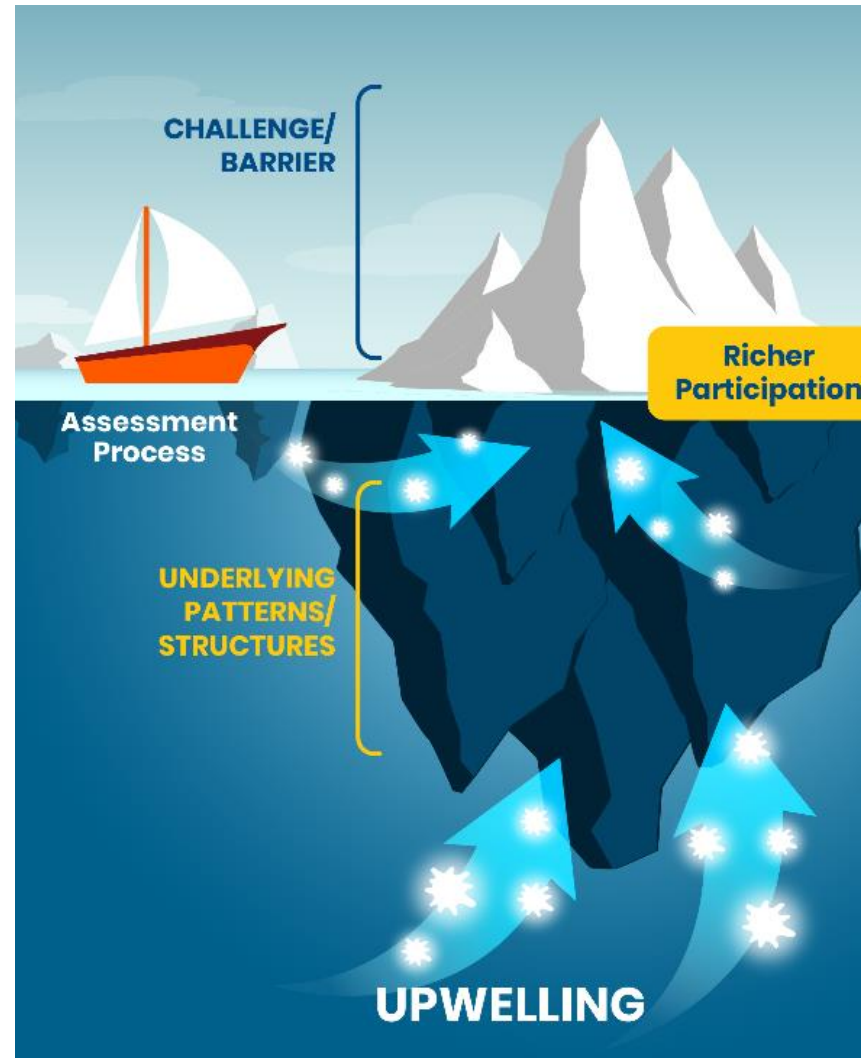 CHALLENGE/
BARRIER
Richer
Participation
Assessment
Process
UNDERLYING
PATTERNS/
STRUCTURES
UPWELLING